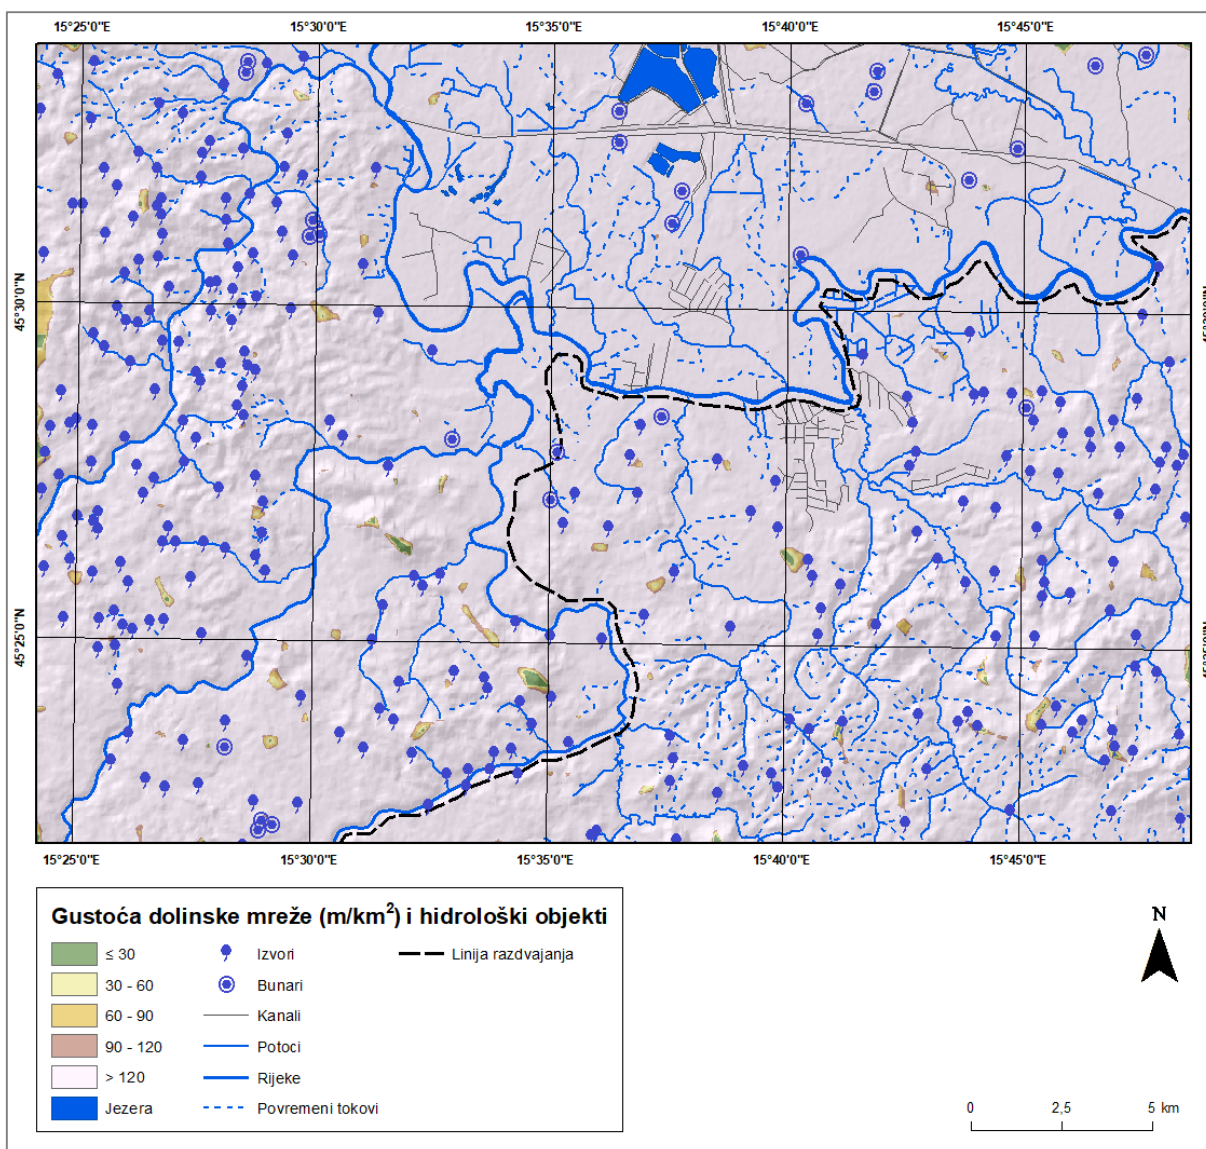 15°25'0"E 15°30'0"E 15°35'0"E 15°40'0"E 15°45'0"E
45°30'0"N
45°25'0"N
15°25'0"E 15°30'0"E 15°35'0"E 15°40'0"E 15°45'0"E
Gustoća dolinske mreže (m/km²) i hidrološki objekti
≤ 30 Izvori Linija razdvajanja
30 - 60 Bunari
60 - 90 Kanali
90 - 120 Potoci
> 120 Rijeke
Jezera Povremeni tokovi
N
0 2,5 5 km